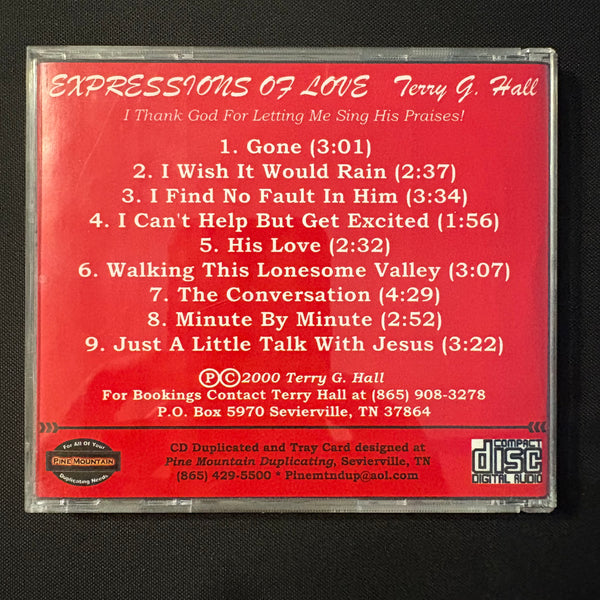 EXPRESSIONS OF LOVE Terry G. Hall
I Thank God For Letting Me Sing His Praises!
1. Gone (3:01)
2. I Wish It Would Rain (2:37)
3. I Find No Fault In Him (3:34)
4. I Can't Help But Get Excited (1:56)
5. His Love (2:32)
6. Walking This Lonesome Valley (3:07)
7. The Conversation (4:29)
8. Minute By Minute (2:52)
9. Just A Little Talk With Jesus (3:22)
ⓅⒸ2000 Terry G. Hall
For Bookings Contact Terry Hall at (865) 908-3278
P.O. Box 5970 Sevierville, TN 37864
For All Of Your
PINE MOUNTAIN
Duplicating Needs
CD Duplicated and Tray Card designed at
Pine Mountain Duplicating, Sevierville, TN
(865) 429-5500 * Pinemtndup@aol.com
COMPACT
disc
DIGITAL AUDIO